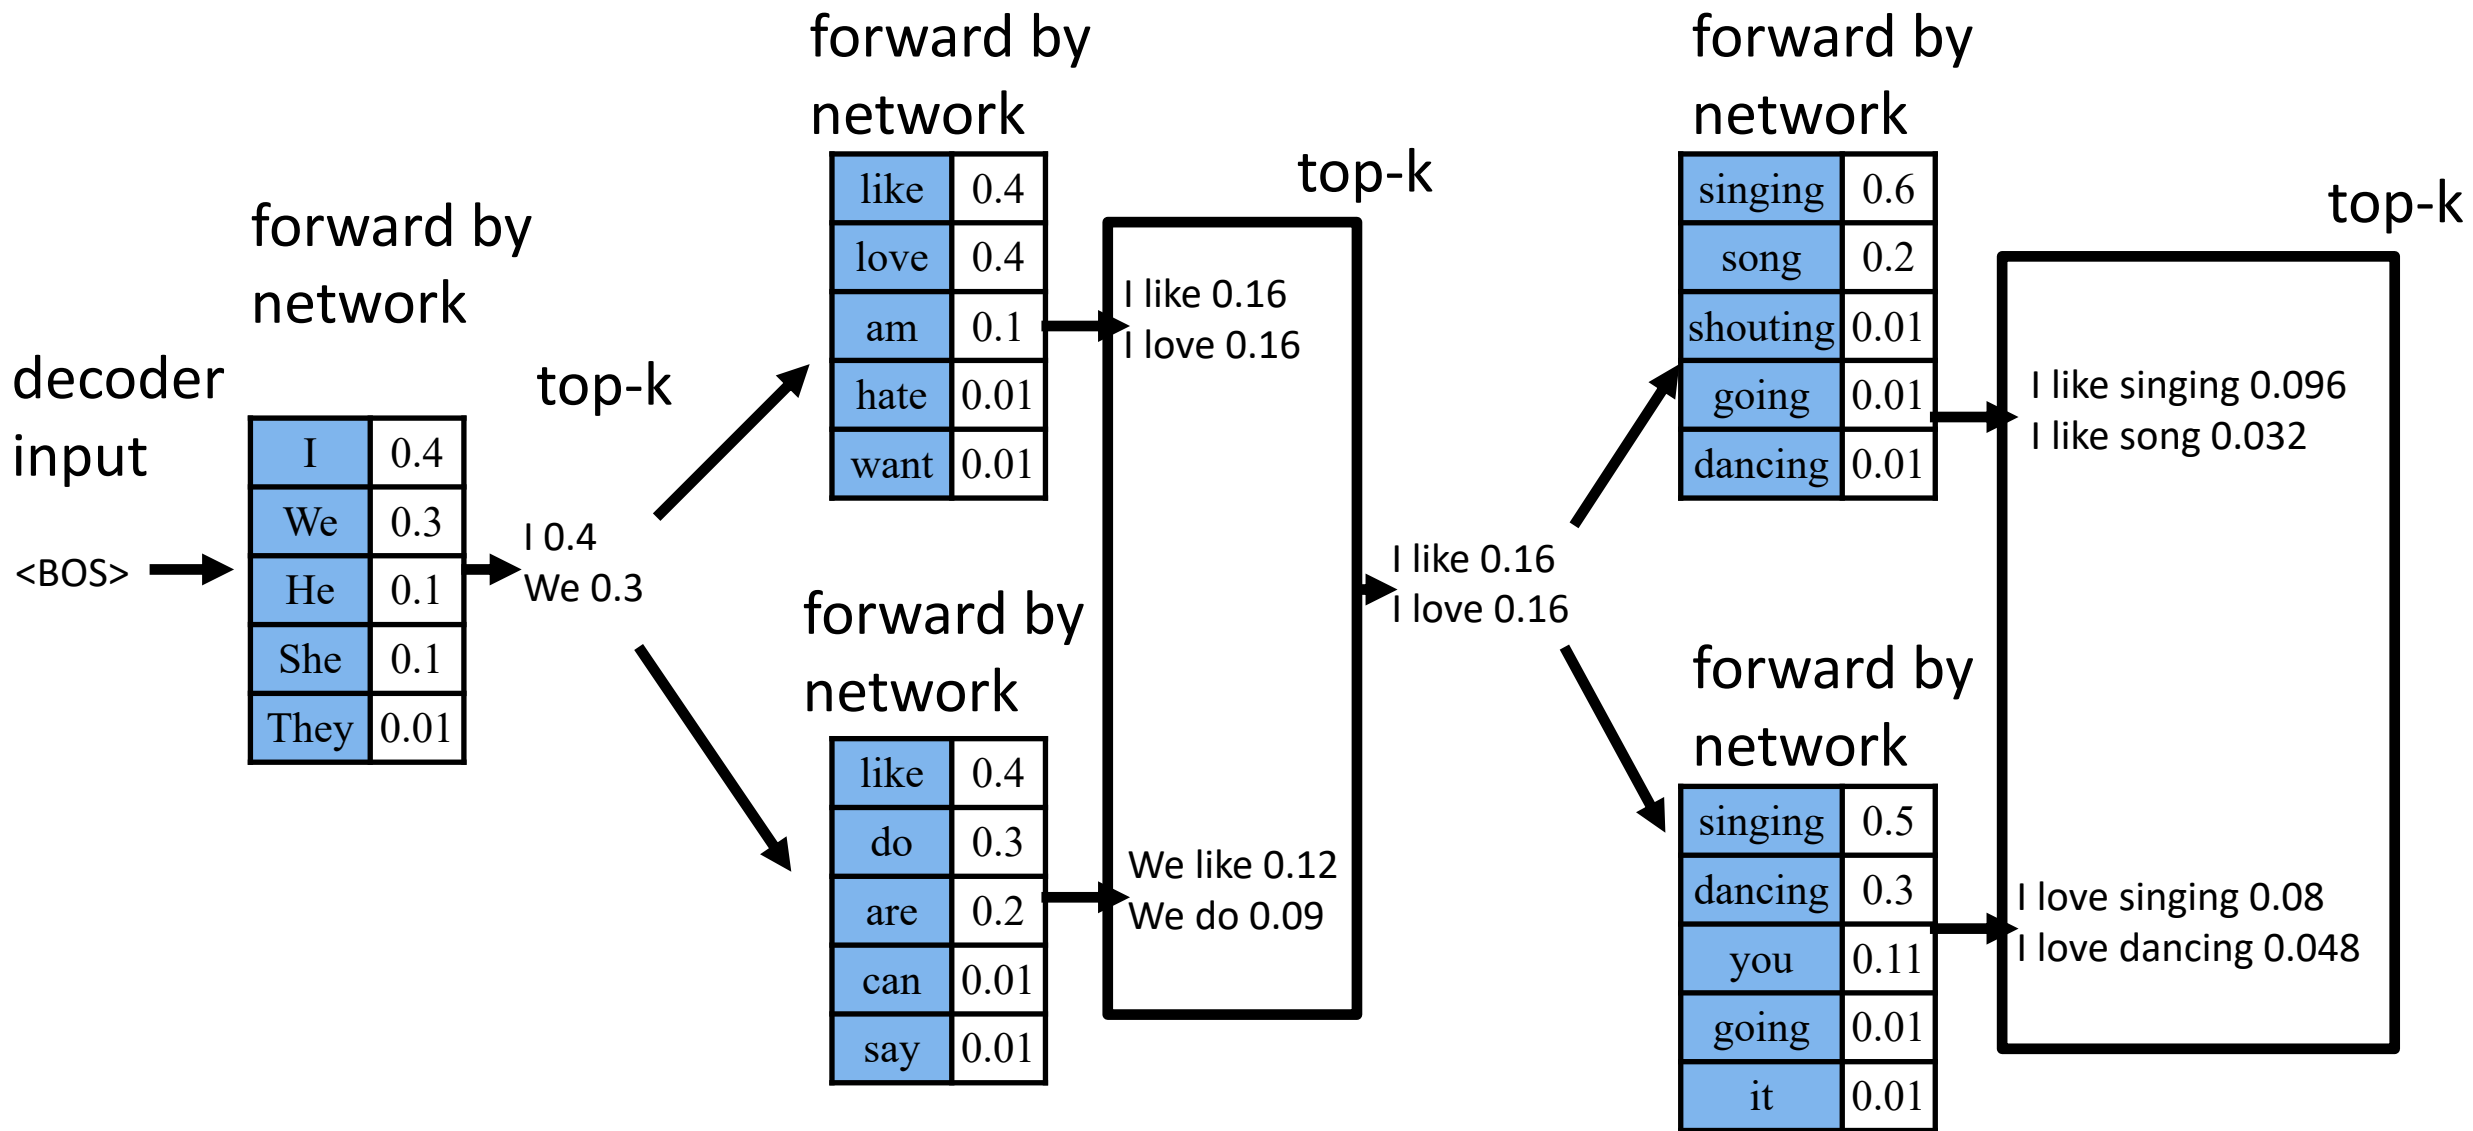 decoder
input
<BOS>
forward by
network
I 0.4
We 0.3
He 0.1
She 0.1
They 0.01
top-k
I 0.4
We 0.3
forward by
network
like 0.4
love 0.4
am 0.1
hate 0.01
want 0.01
forward by
network
like 0.4
do 0.3
are 0.2
can 0.01
say 0.01
top-k
I like 0.16
I love 0.16
We like 0.12
We do 0.09
I like 0.16
I love 0.16
forward by
network
singing 0.6
song 0.2
shouting 0.01
going 0.01
dancing 0.01
forward by
network
singing 0.5
dancing 0.3
you 0.11
going 0.01
it 0.01
top-k
I like singing 0.096
I like song 0.032
I love singing 0.08
I love dancing 0.048